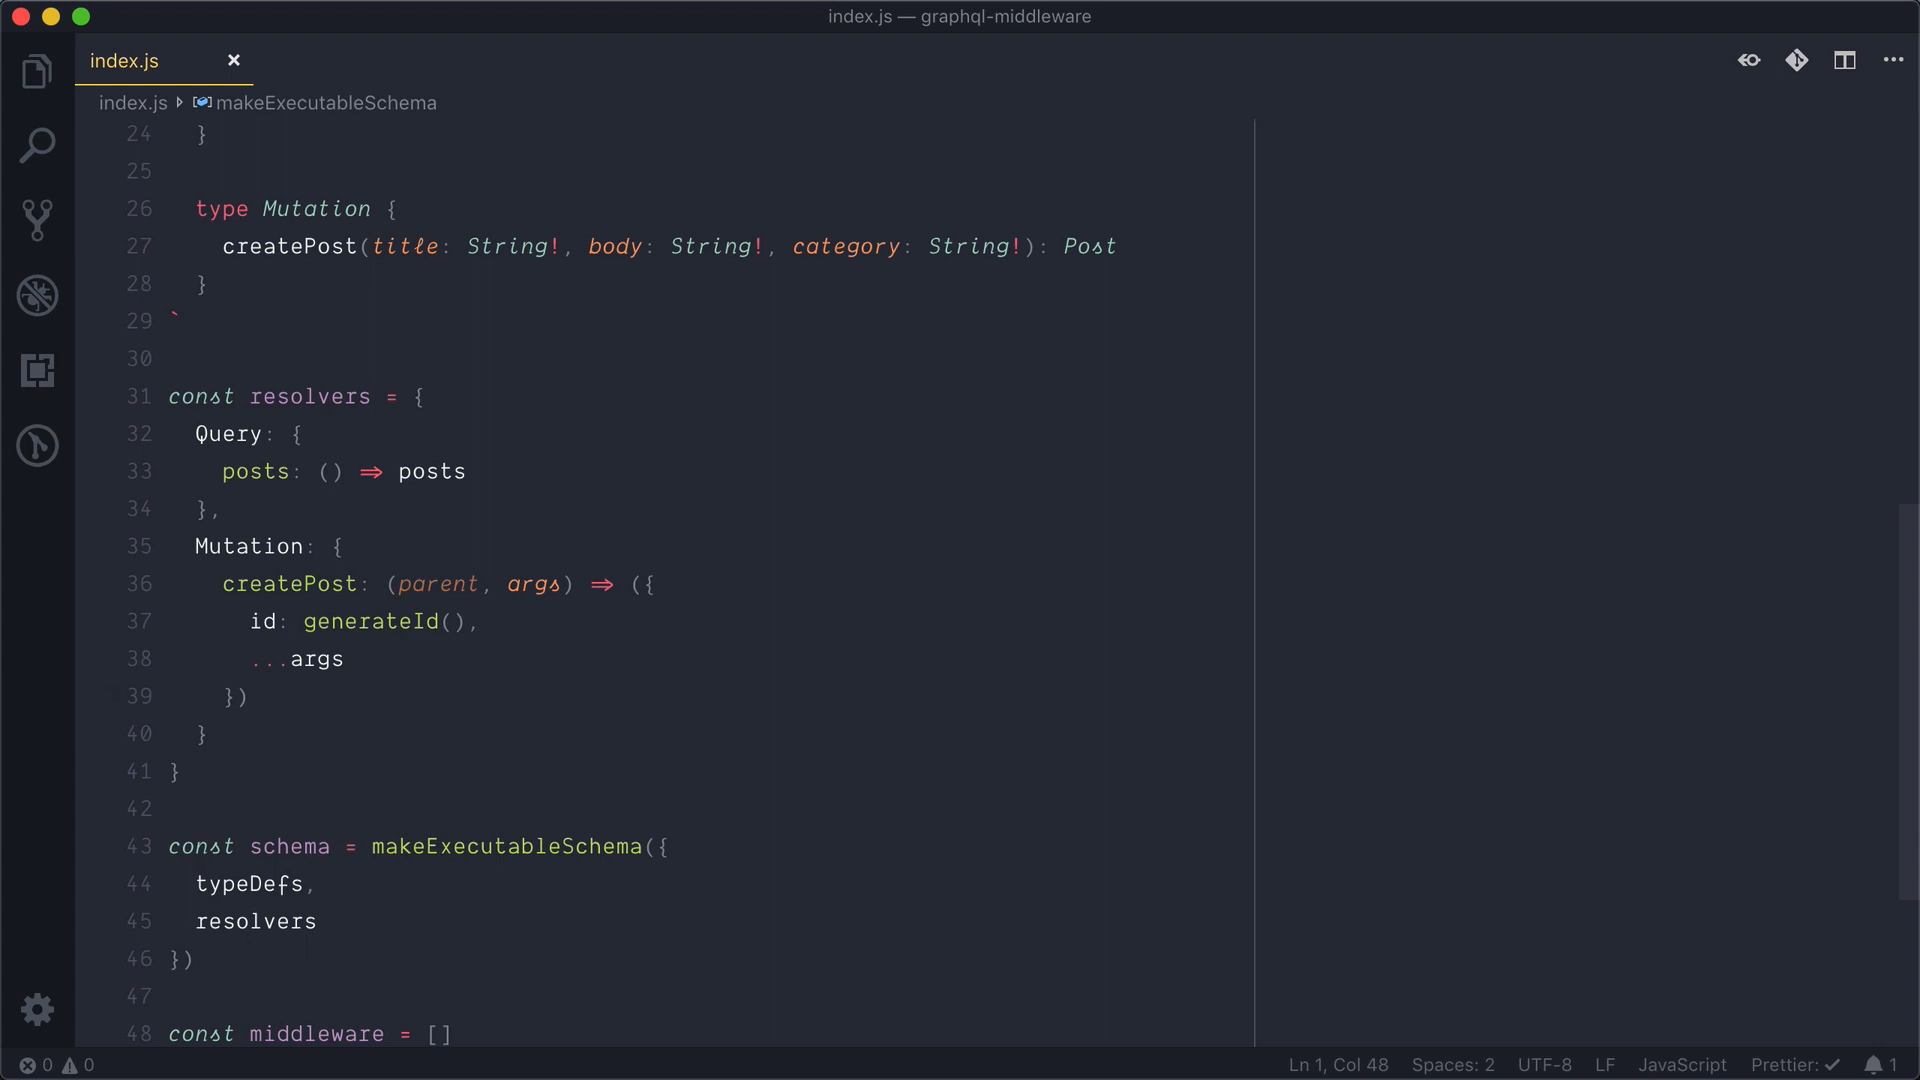 index.js — graphql-middleware
index.js
index.js makeExecutableSchema
24 }
25
26 type Mutation {
27 createPost(title: String!, body: String!, category: String!): Post
28 }
29 `
30
31 const resolvers = {
32 Query: {
33 posts: () => posts
34 },
35 Mutation: {
36 createPost: (parent, args) => ({
37 id: generateId(),
38 ...args
39 })
40 }
41 }
42
43 const schema = makeExecutableSchema({
44 typeDefs,
45 resolvers
46 })
47
48 const middleware = []
0 0 Ln 1, Col 48 Spaces: 2 UTF-8 LF JavaScript Prettier: ✓ 1